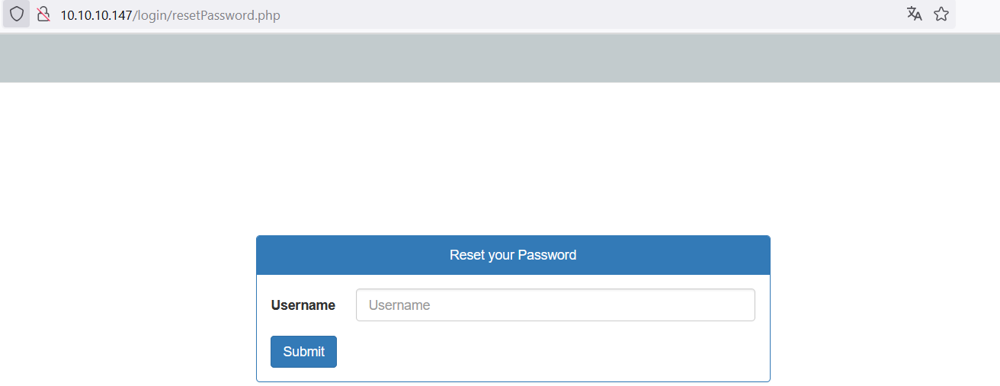 10.10.10.147/login/resetPassword.php
Reset your Password
Username Username
Submit